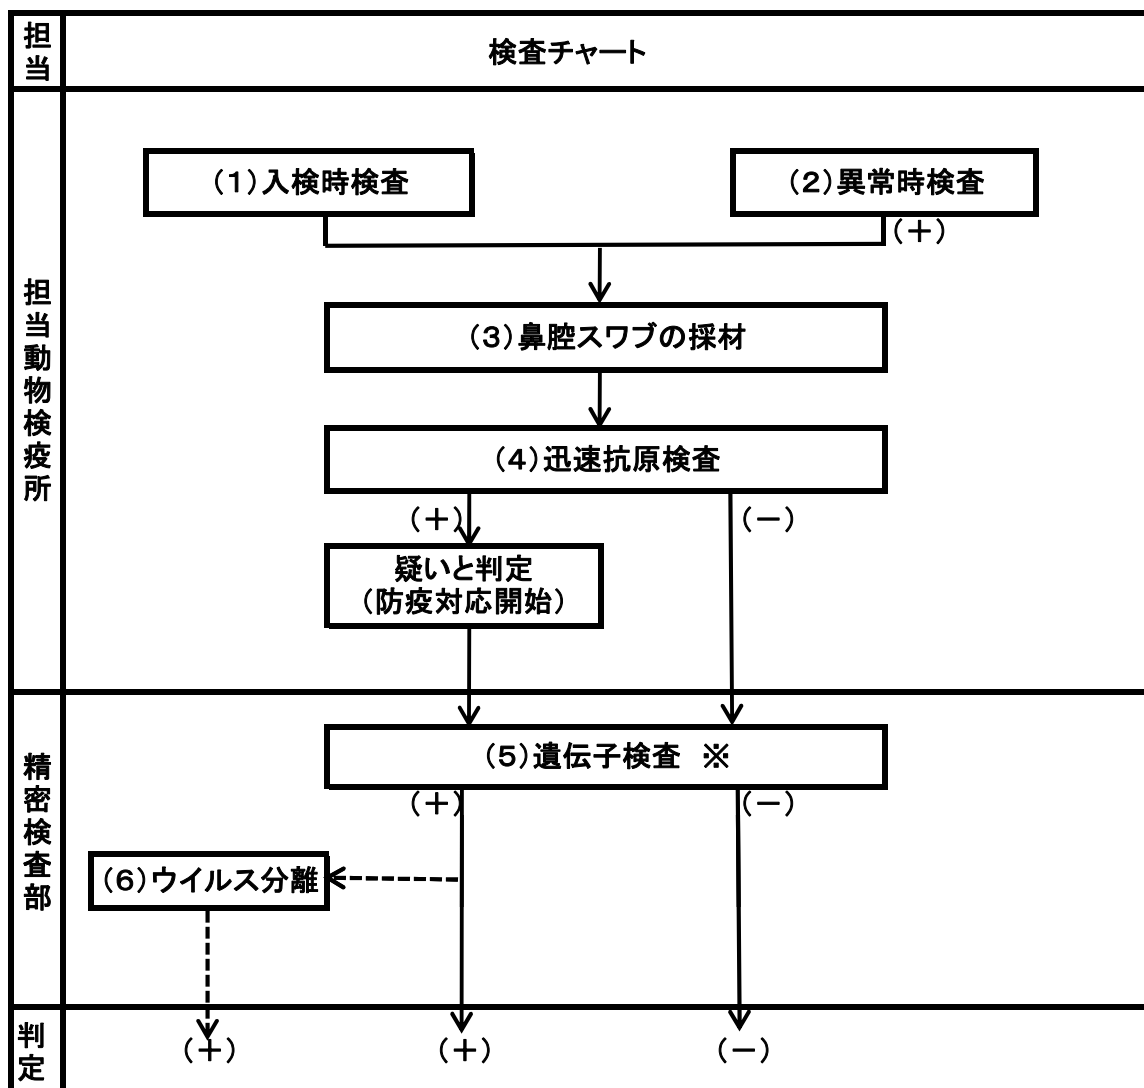 担当
検査チャート
担当動物検疫所
(1)入検時検査
(2)異常時検査
(+)
(3)鼻腔スワブの採材
(4)迅速抗原検査
(+)
(-)
疑いと判定
(防疫対応開始)
精密検査部
(5)遺伝子検査 ※
(+)
(-)
(6)ウイルス分離
判定
(+)
(+)
(-)